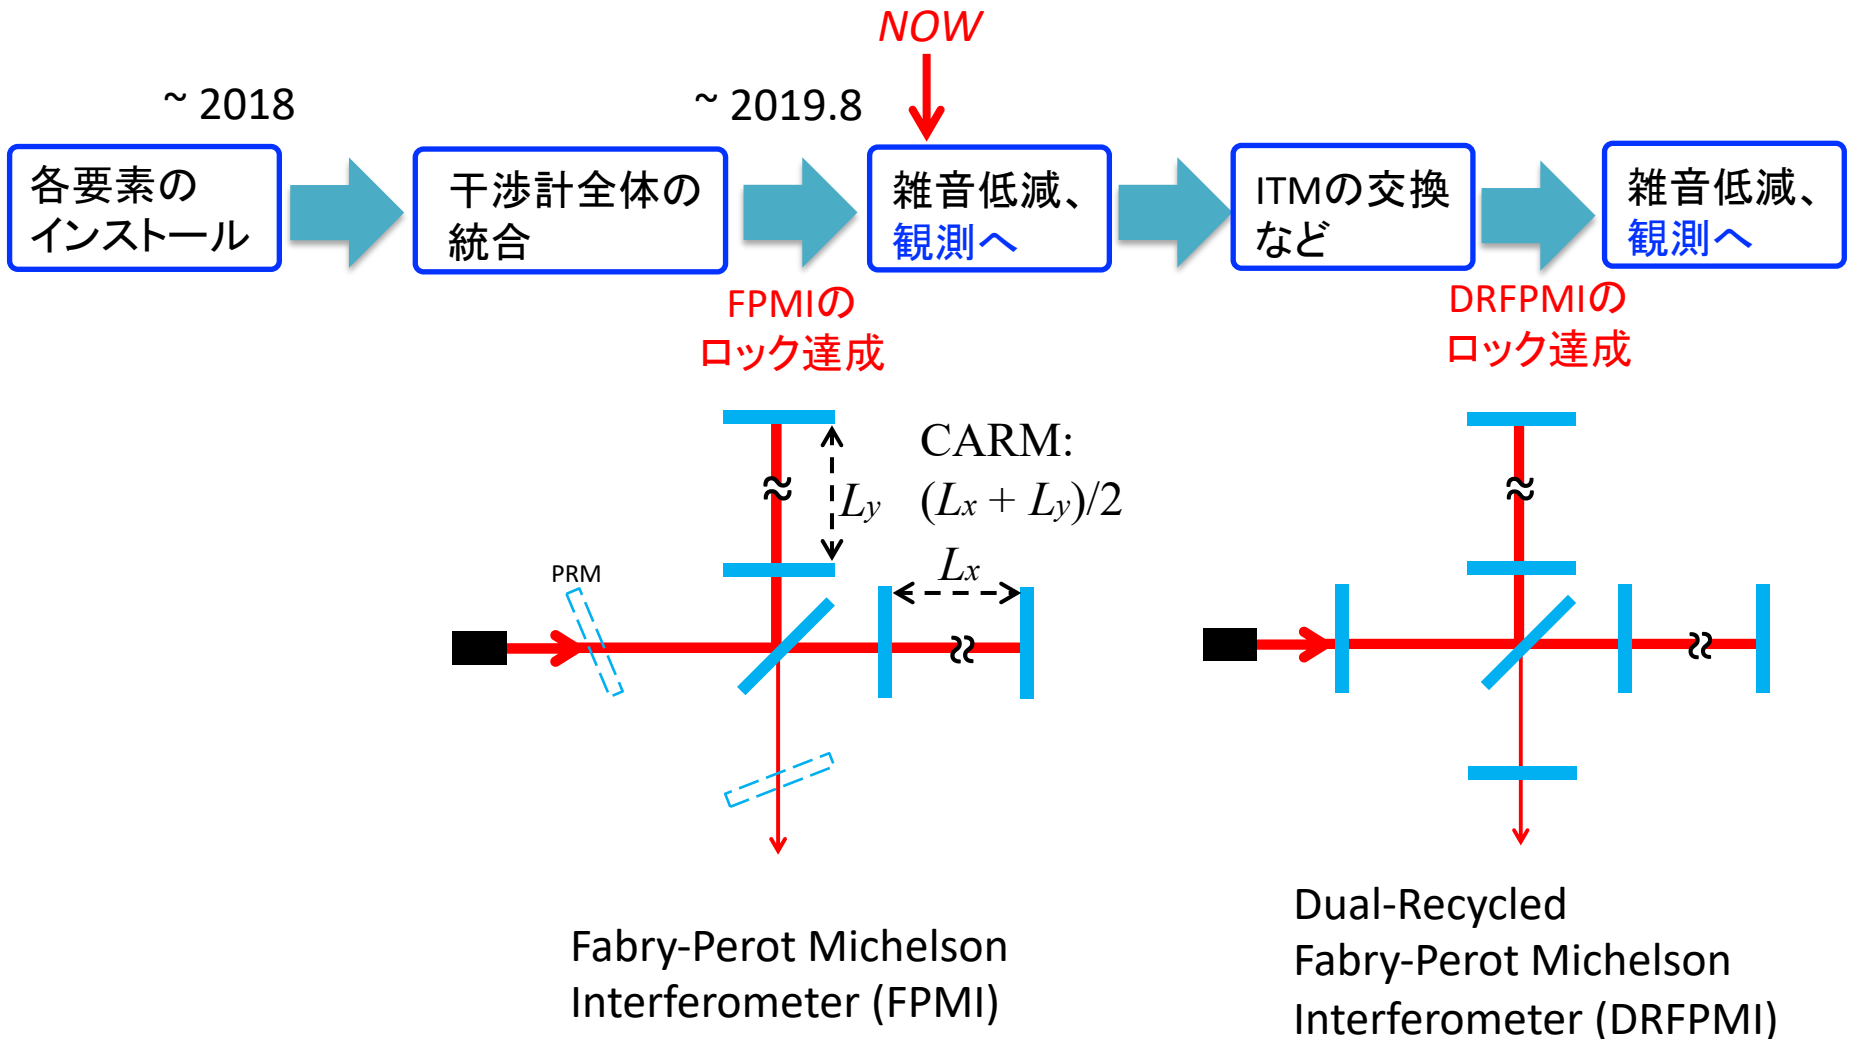 NOW
~ 2018
~ 2019.8
各要素の
インストール
干渉計全体の
統合
雑音低減、
観測へ
ITMの交換
など
雑音低減、
観測へ
FPMIの
ロック達成
DRFPMIの
ロック達成
CARM:
(Lx + Ly)/2
Ly
Lx
PRM
Fabry-Perot Michelson
Interferometer (FPMI)
Dual-Recycled
Fabry-Perot Michelson
Interferometer (DRFPMI)